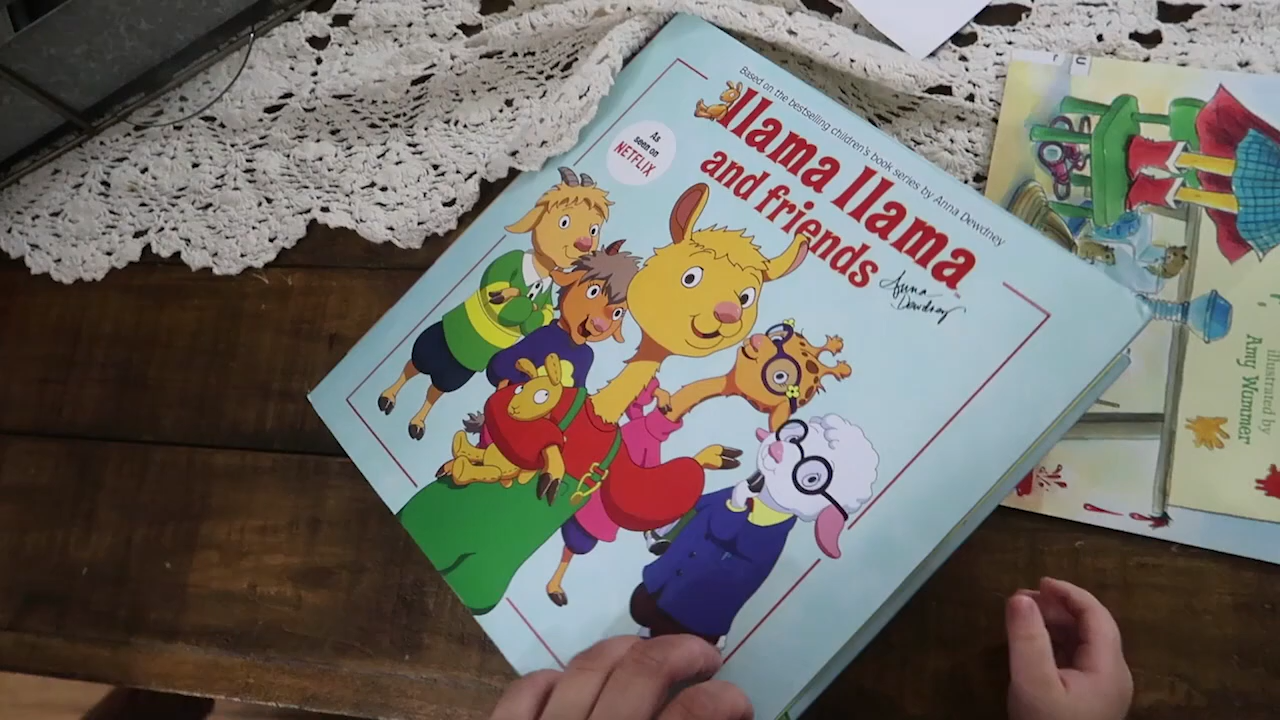 Based on the bestselling children's book series by Anna Dewdney
llama llama
and friends
Anna
Dewdney
As
seen on
NETFLIX
illustrated by
Amy Wummer